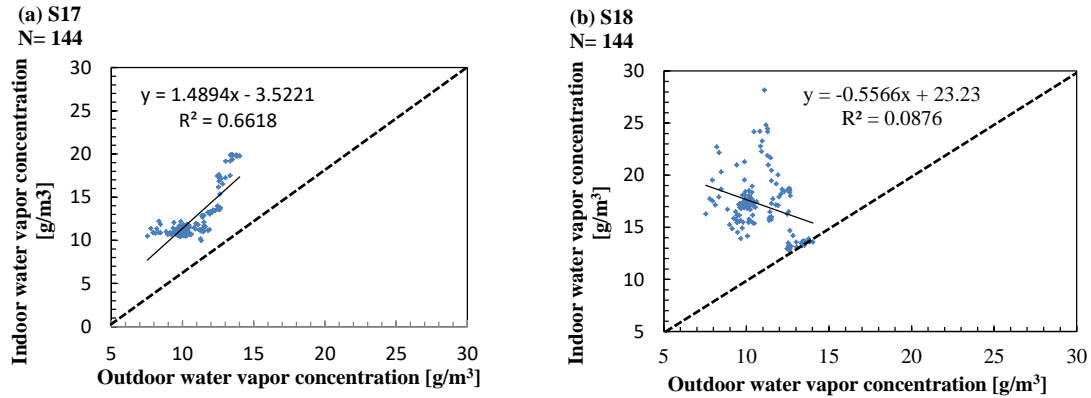 (a) S17
N= 144
Indoor water vapor concentration
[g/m3]
30
25
20
15
10
5
0
y = 1.4894x - 3.5221
R² = 0.6618
5 10 15 20 25 30
Outdoor water vapor concentration [g/m³]
(b) S18
N= 144
Indoor water vapor concentration
[g/m³]
30
25
20
15
10
5
y = -0.5566x + 23.23
R² = 0.0876
5 10 15 20 25 30
Outdoor water vapor concentration [g/m³]